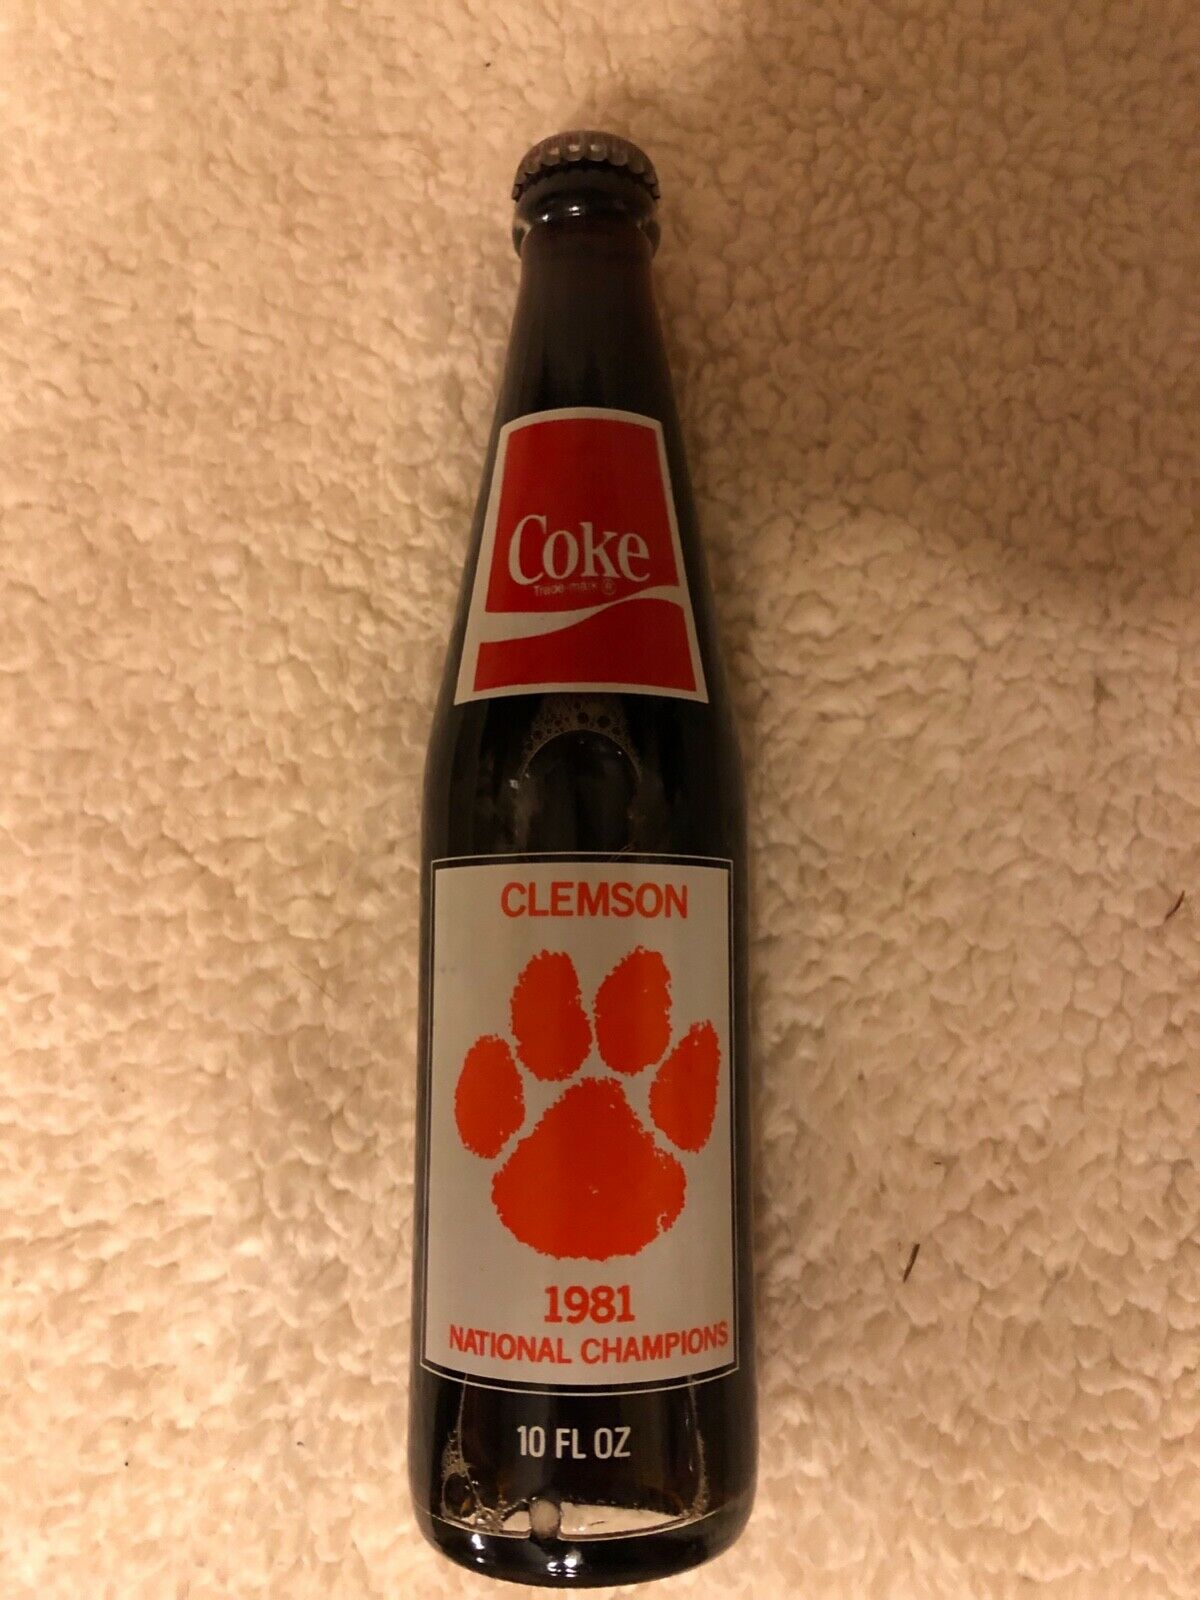 Coke
Trade-mark ®
CLEMSON
1981
NATIONAL CHAMPIONS
10 FL OZ